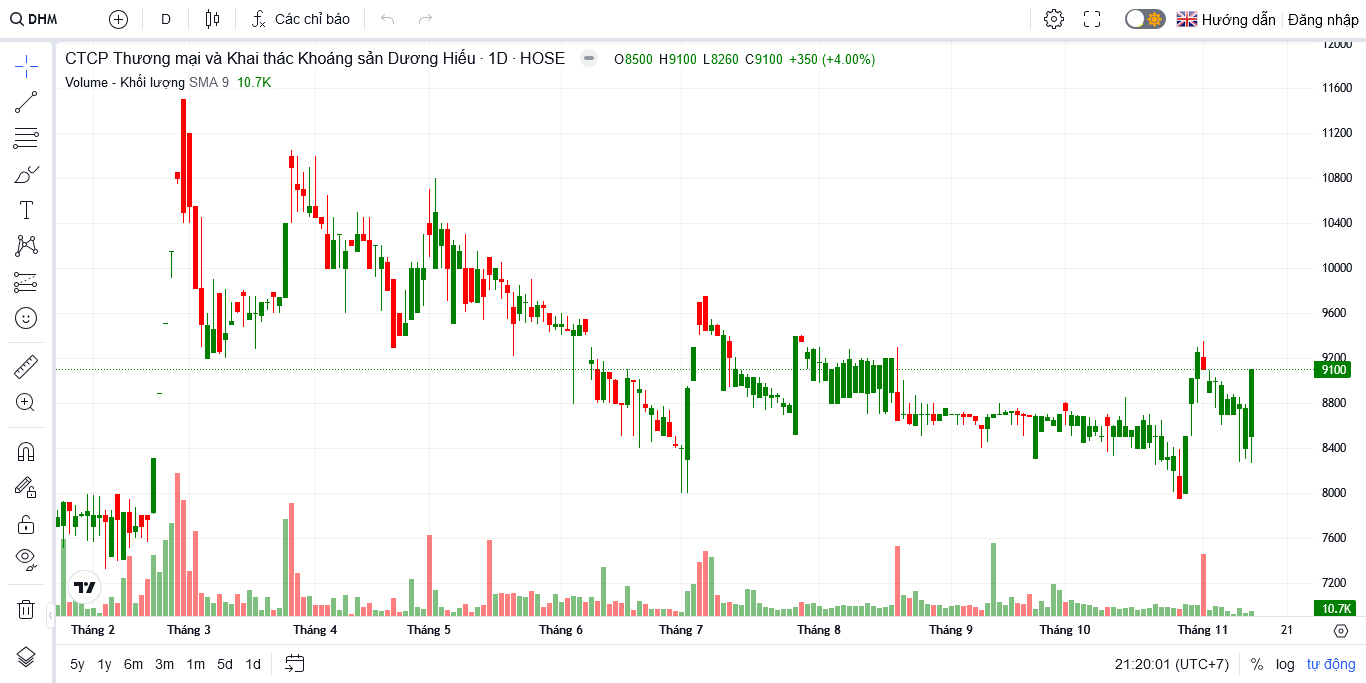 DHM D Các chỉ báo Hướng dẫn Đăng nhập
CTCP Thương mại và Khai thác Khoáng sản Dương Hiếu · 1D · HOSE O8500 H9100 L8260 C9100 +350 (+4.00%)
Volume - Khối lượng SMA 9 10.7K
12000
11600
11200
10800
10400
10000
9600
9200
9100
8800
8400
8000
7600
7200
10.7K
Tháng 2 Tháng 3 Tháng 4 Tháng 5 Tháng 6 Tháng 7 Tháng 8 Tháng 9 Tháng 10 Tháng 11 21
5y 1y 6m 3m 1m 5d 1d 21:20:01 (UTC+7) % log tự động